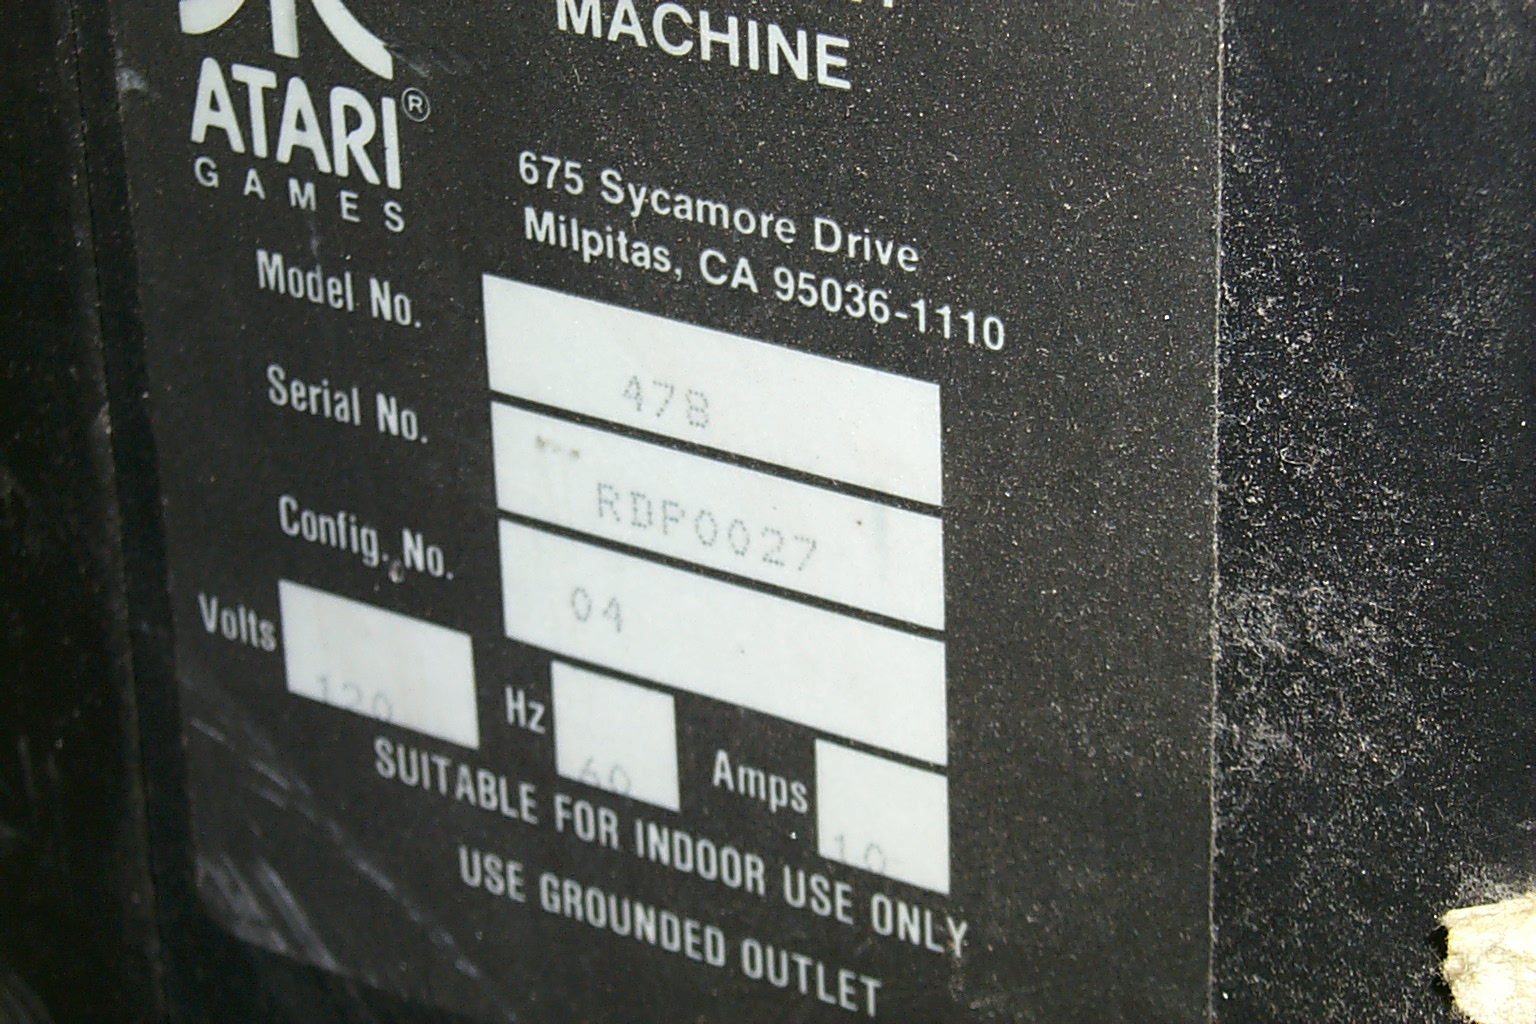 MACHINE
ATARI®
GAMES
675 Sycamore Drive
Milpitas, CA 95036-1110
Model No. 478
Serial No. RDP0027
Config. No. 04
Volts 120 Hz 60 Amps 10
SUITABLE FOR INDOOR USE ONLY
USE GROUNDED OUTLET